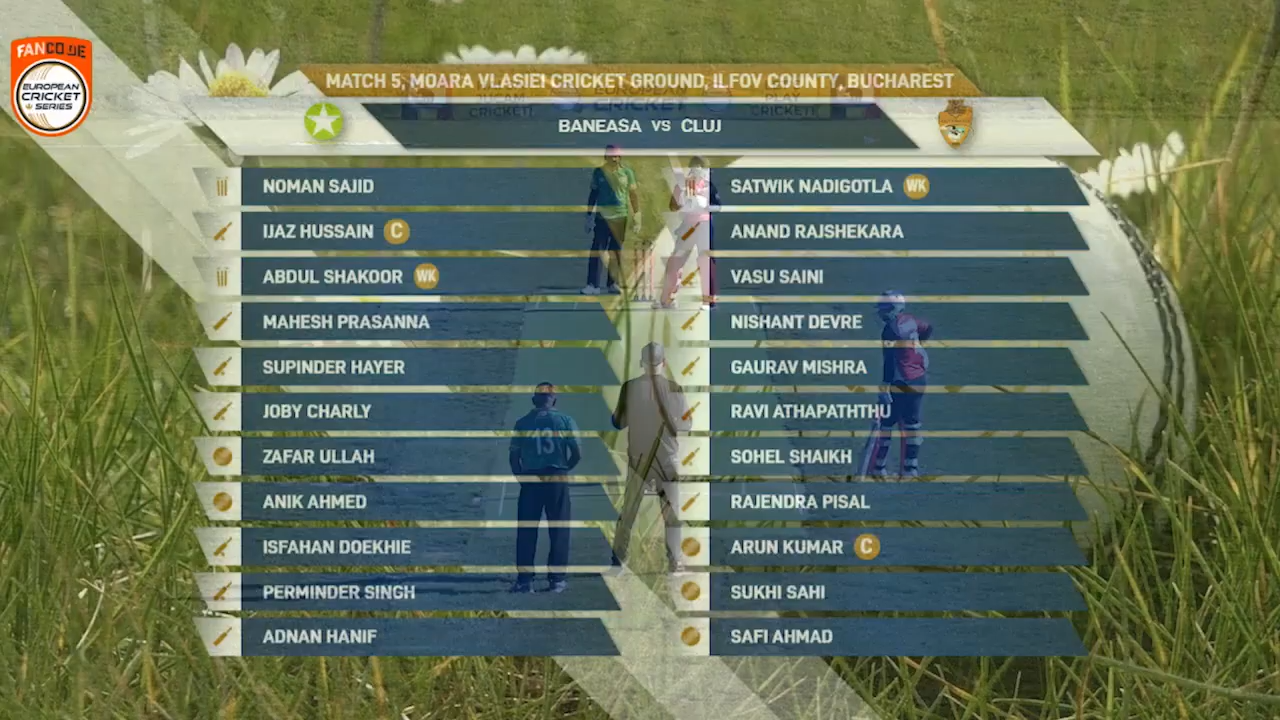 FANCODE
EUROPEAN
CRICKET
SERIES
MATCH 5, MOARA VLASIEI CRICKET GROUND, ILFOV COUNTY, BUCHAREST
BANEASA VS CLUJ
NOMAN SAJID
IJAZ HUSSAIN C
ABDUL SHAKOOR WK
MAHESH PRASANNA
SUPINDER HAYER
JOBY CHARLY
ZAFAR ULLAH
ANIK AHMED
ISFAHAN DOEKHIE
PERMINDER SINGH
ADNAN HANIF
SATWIK NADIGOTLA WK
ANAND RAJSHEKARA
VASU SAINI
NISHANT DEVRE
GAURAV MISHRA
RAVI ATHAPATHTHU
SOHEL SHAIKH
RAJENDRA PISAL
ARUN KUMAR C
SUKHI SAHI
SAFI AHMAD
13